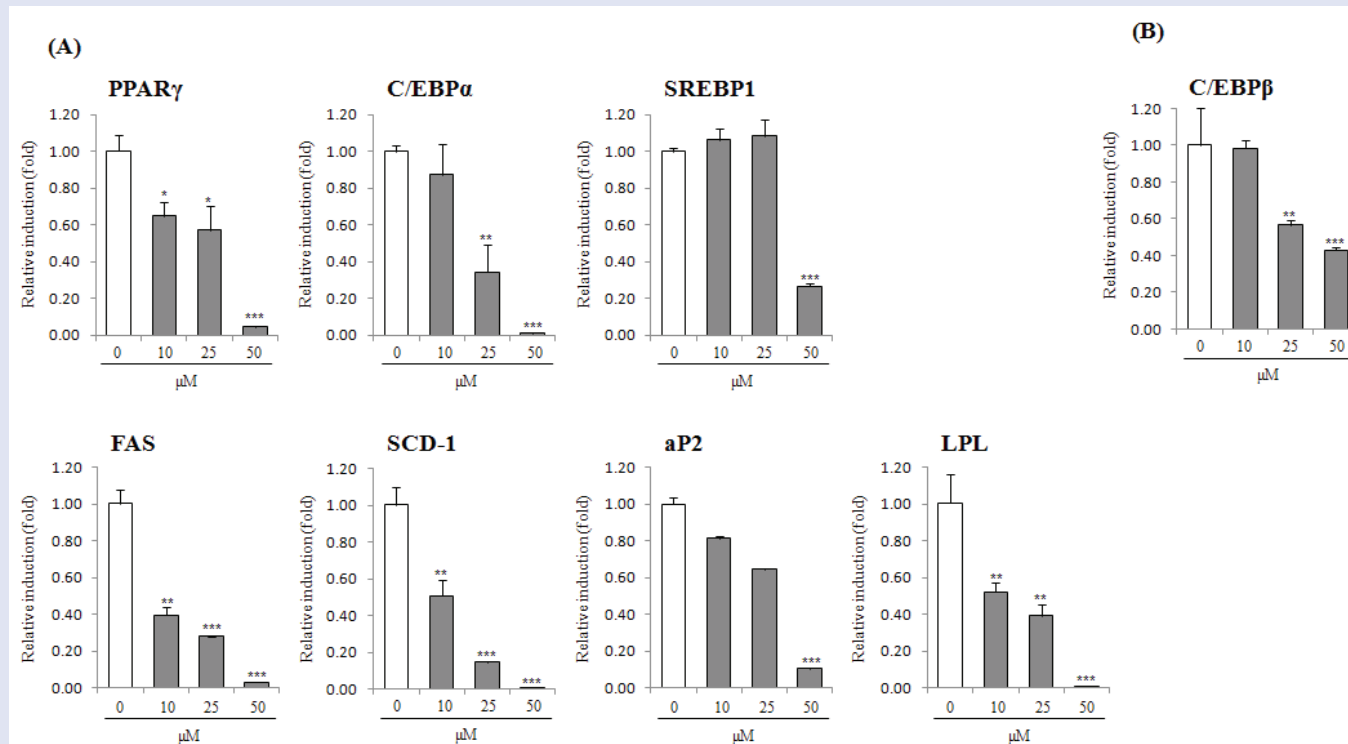 (A)
(B)
PPARγ
Relative induction (fold)
1.20
1.00
0.80
0.60
0.40
0.20
0.00
*
*
***
0 10 25 50
μM
C/EBPα
Relative induction (fold)
1.20
1.00
0.80
0.60
0.40
0.20
0.00
**
***
0 10 25 50
μM
SREBP1
Relative induction (fold)
1.20
1.00
0.80
0.60
0.40
0.20
0.00
***
0 10 25 50
μM
C/EBPβ
Relative induction (fold)
1.20
1.00
0.80
0.60
0.40
0.20
0.00
**
***
0 10 25 50
μM
FAS
Relative induction (fold)
1.20
1.00
0.80
0.60
0.40
0.20
0.00
**
***
***
0 10 25 50
μM
SCD-1
Relative induction (fold)
1.20
1.00
0.80
0.60
0.40
0.20
0.00
**
***
***
0 10 25 50
μM
aP2
Relative induction (fold)
1.20
1.00
0.80
0.60
0.40
0.20
0.00
***
0 10 25 50
μM
LPL
Relative induction (fold)
1.20
1.00
0.80
0.60
0.40
0.20
0.00
**
**
***
0 10 25 50
μM